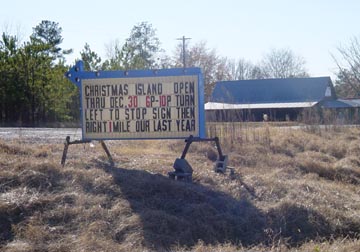 CHRISTMAS ISLAND OPEN
THRU DEC. 30 6P-10P TURN
LEFT TO STOP SIGN THEN
RIGHT 1 MILE OUR LAST YEAR